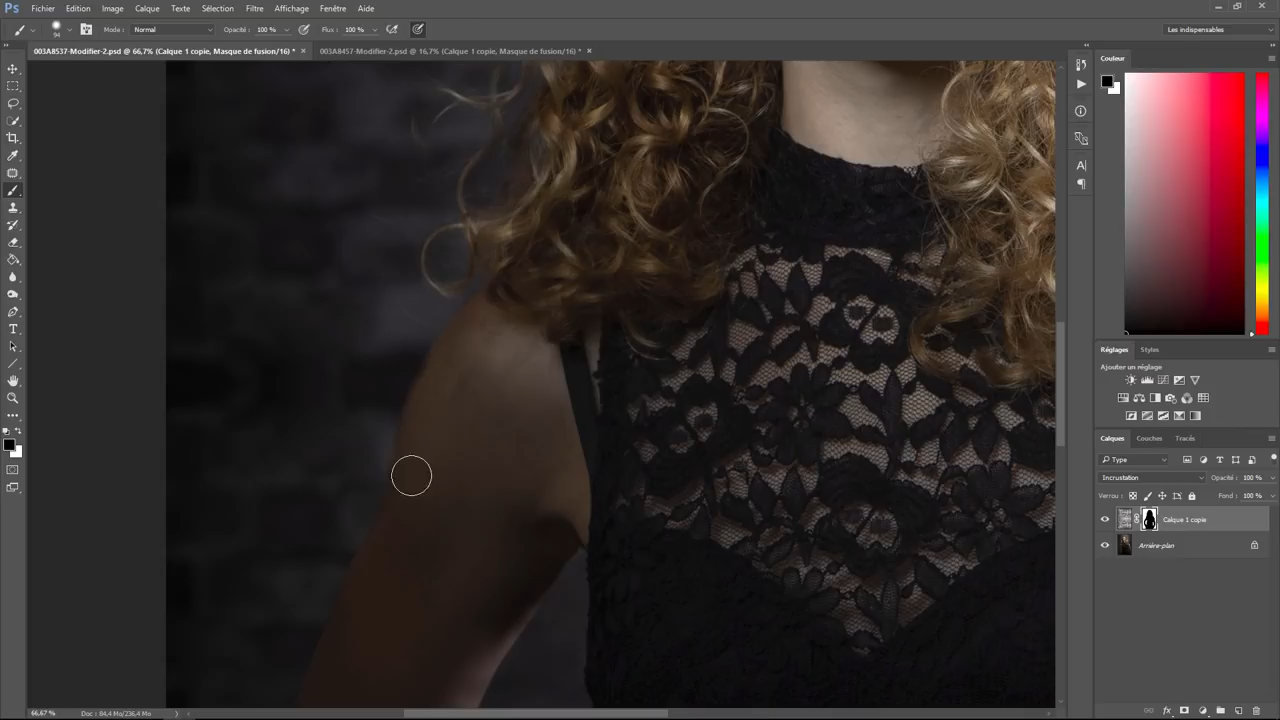 Ps Fichier Edition Image Calque Texte Sélection Filtre Affichage Fenêtre Aide
94 Mode : Normal Opacité : 100 % Flux : 100 % Les indispensables
003A8537-Modifier-2.psd @ 66,7% (Calque 1 copie, Masque de fusion/16) * × 003A8457-Modifier-2.psd @ 16,7% (Calque 1 copie, Masque de fusion/16) * ×
Couleur
Réglages Styles
Ajouter un réglage
Calques Couches Tracés
Type
Incrustation Opacité : 100 %
Verrou : Fond : 100 %
Calque 1 copie
Arrière-plan
66,67 % Doc : 84,4 Mo/236,4 Mo